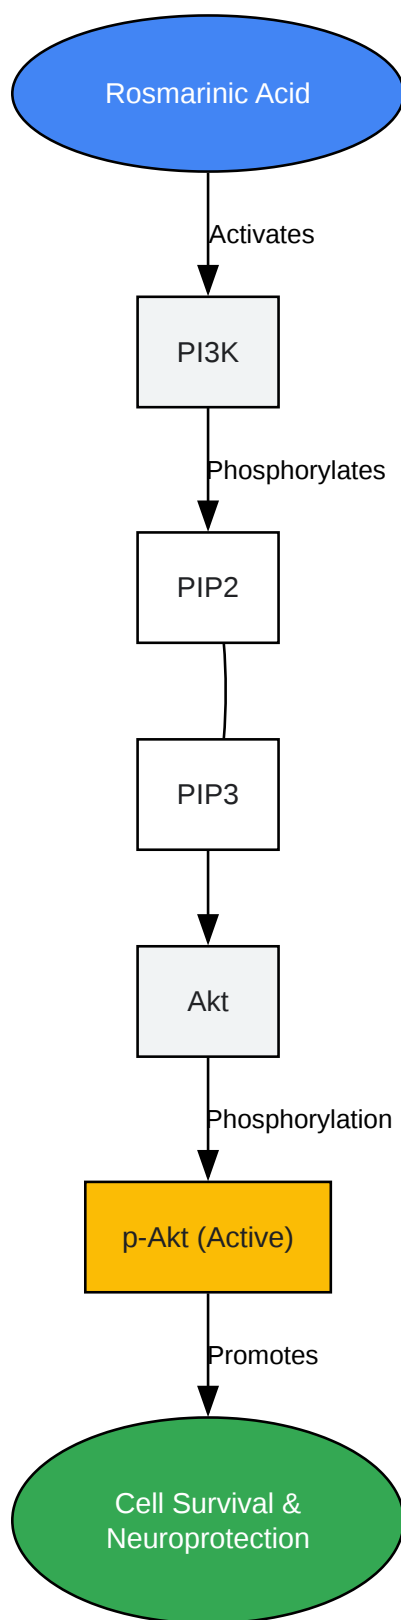 Rosmarinic Acid
Activates
PI3K
Phosphorylates
PIP2
PIP3
Akt
Phosphorylation
p-Akt (Active)
Promotes
Cell Survival &
Neuroprotection